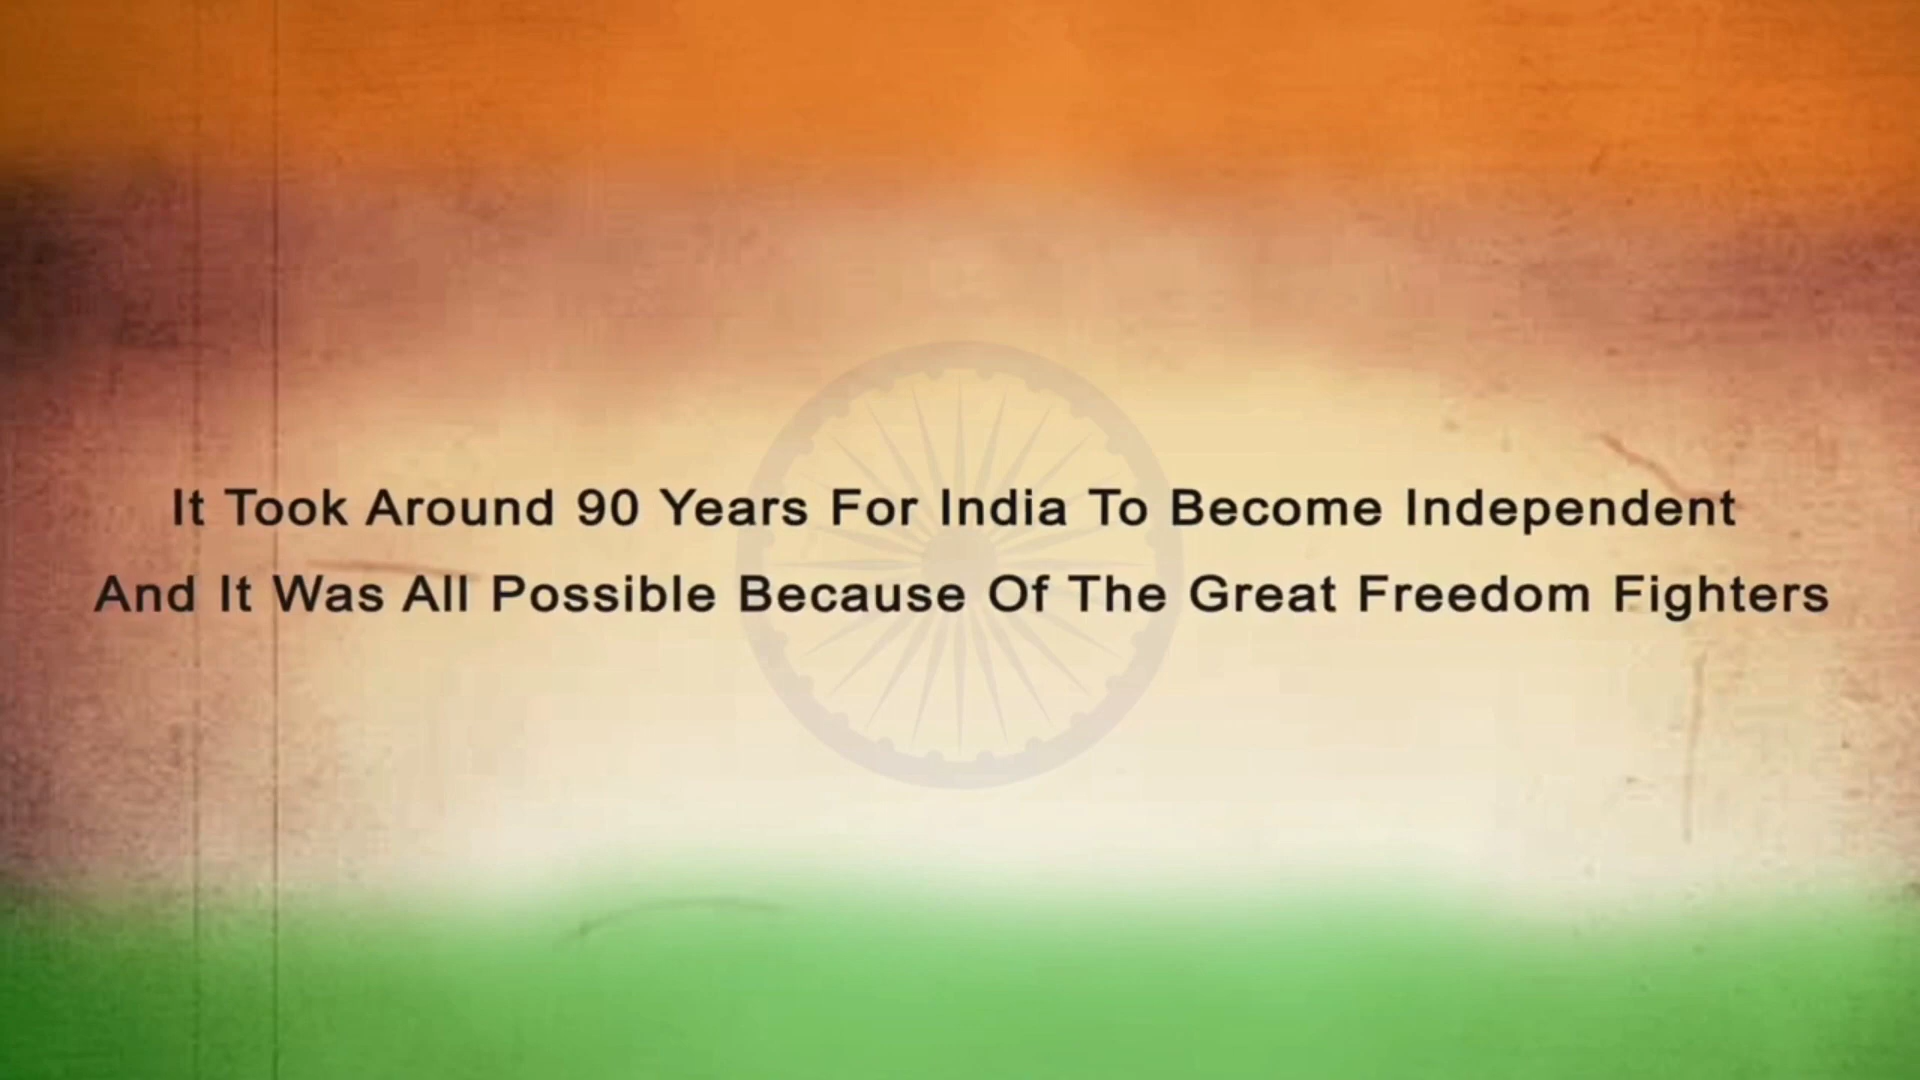 It Took Around 90 Years For India To Become Independent
And It Was All Possible Because Of The Great Freedom Fighters